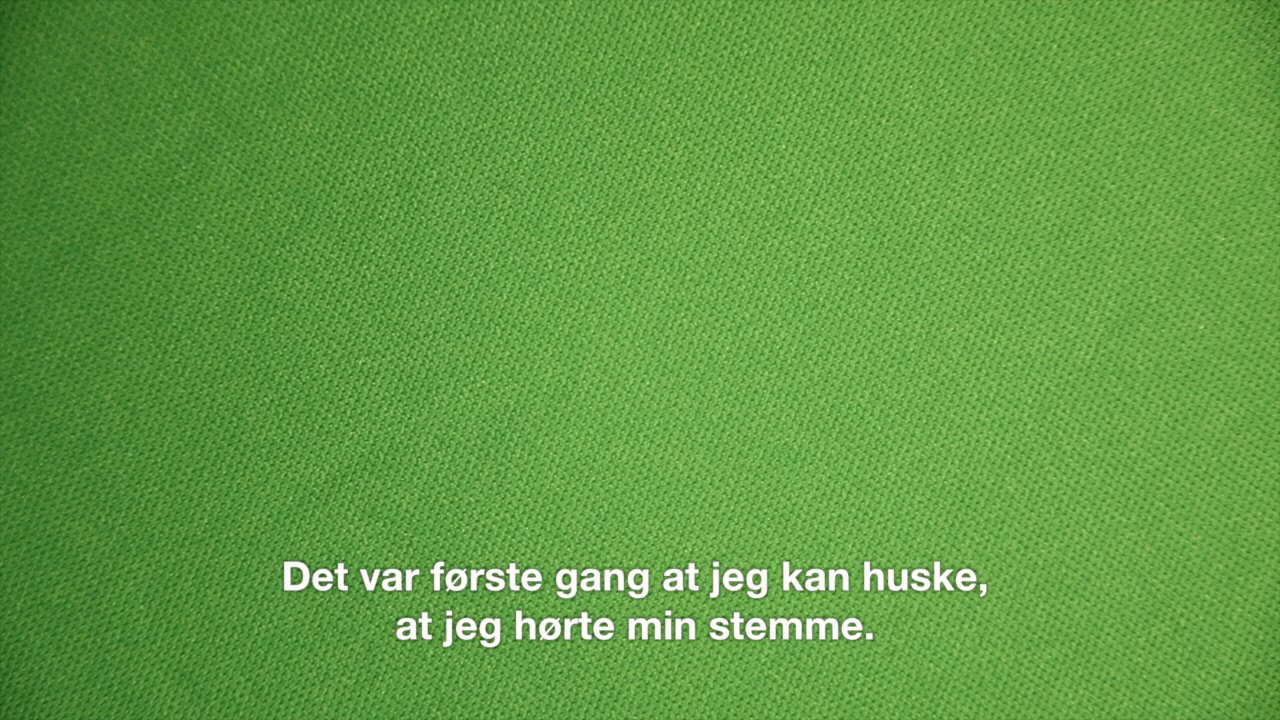 Det var første gang at jeg kan huske,
at jeg hørte min stemme.